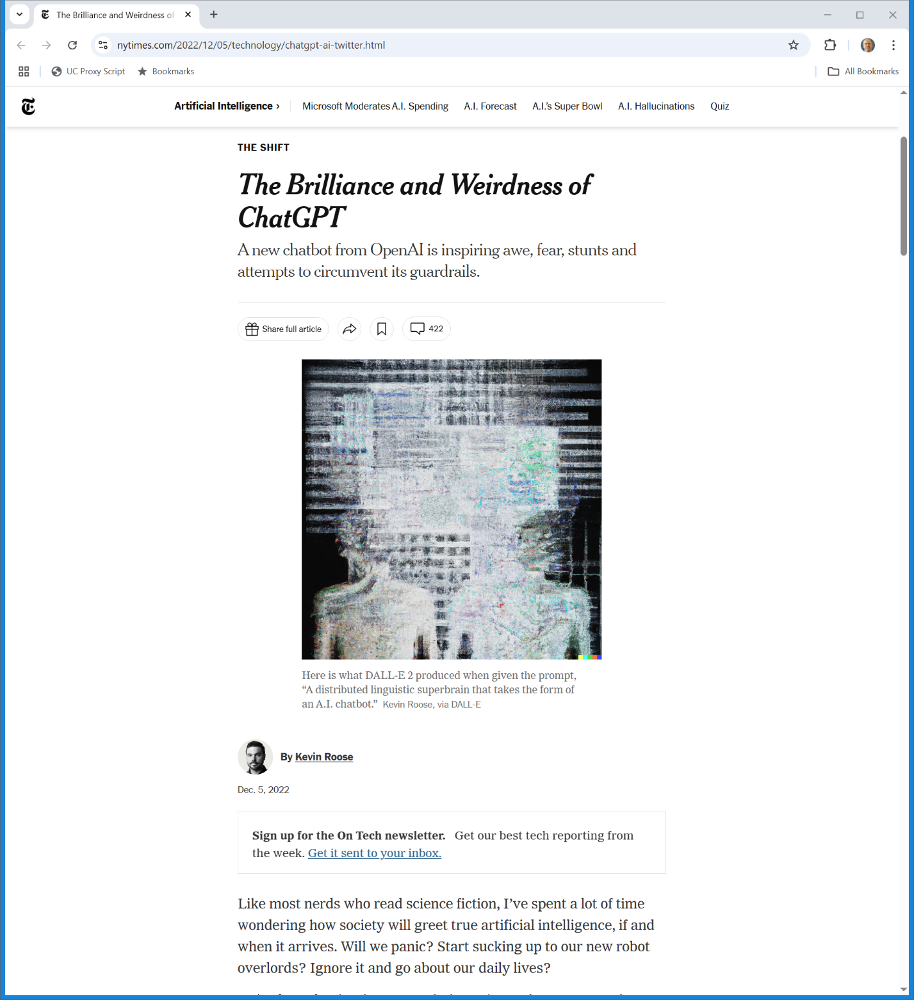 The Brilliance and Weirdness of
nytimes.com/2022/12/05/technology/chatgpt-ai-twitter.html
UC Proxy Script
Bookmarks
All Bookmarks
Artificial Intelligence ›
Microsoft Moderates A.I. Spending
A.I. Forecast
A.I.’s Super Bowl
A.I. Hallucinations
Quiz
THE SHIFT
The Brilliance and Weirdness of
ChatGPT
A new chatbot from OpenAI is inspiring awe, fear, stunts and
attempts to circumvent its guardrails.
Share full article
422
Here is what DALL-E 2 produced when given the prompt,
“A distributed linguistic superbrain that takes the form of
an A.I. chatbot.” Kevin Roose, via DALL-E
By Kevin Roose
Dec. 5, 2022
Sign up for the On Tech newsletter. Get our best tech reporting from
the week. Get it sent to your inbox.
Like most nerds who read science fiction, I’ve spent a lot of time
wondering how society will greet true artificial intelligence, if and
when it arrives. Will we panic? Start sucking up to our new robot
overlords? Ignore it and go about our daily lives?